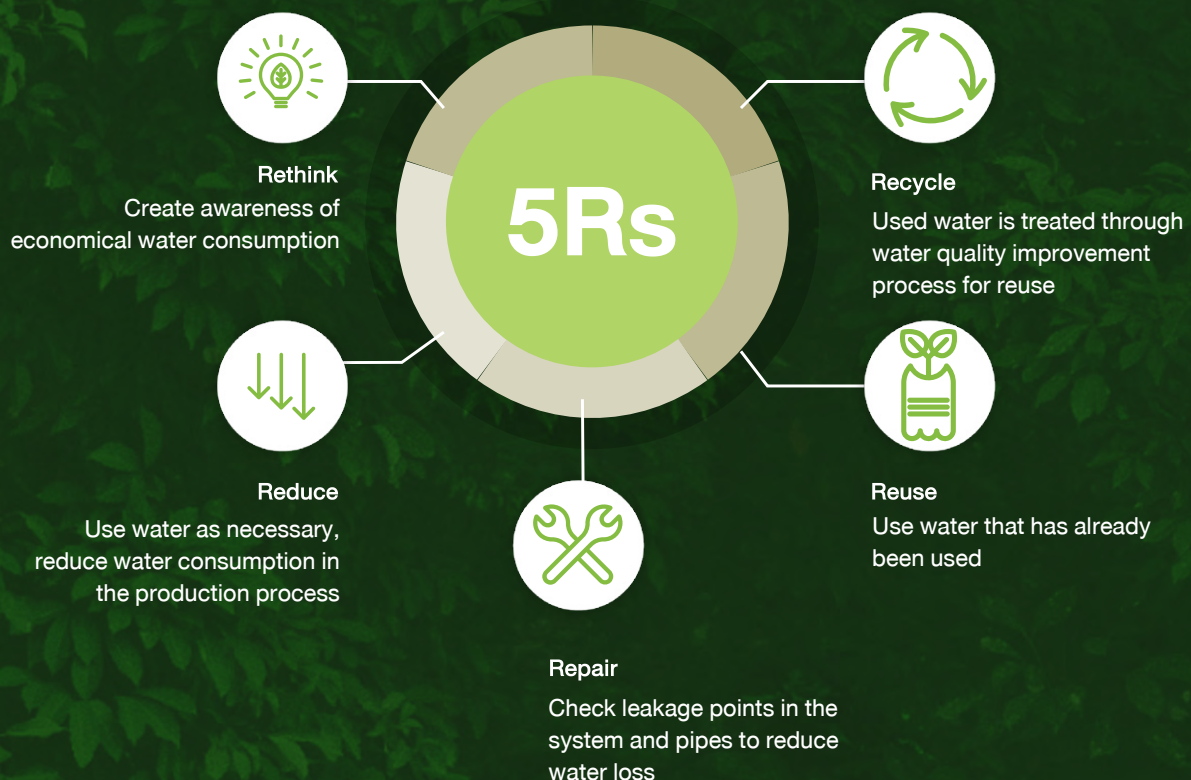 5Rs
Rethink
Create awareness of
economical water consumption
Recycle
Used water is treated through
water quality improvement
process for reuse
Reduce
Use water as necessary,
reduce water consumption in
the production process
Reuse
Use water that has already
been used
Repair
Check leakage points in the
system and pipes to reduce
water loss